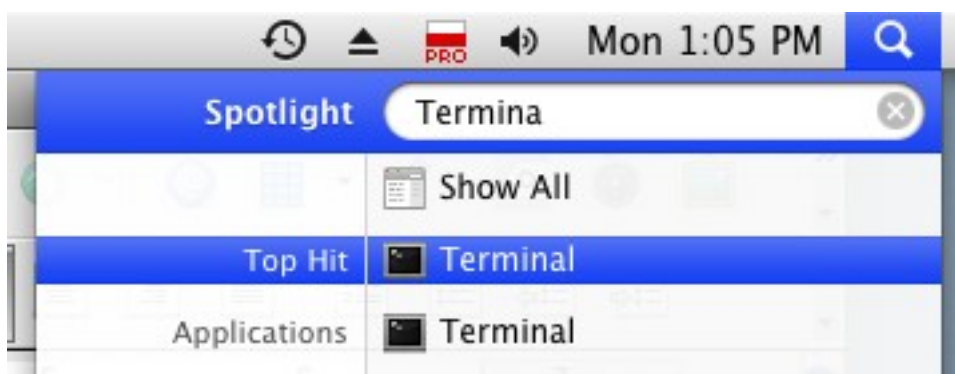 PRO Mon 1:05 PM
Spotlight Termina
Show All
Top Hit Terminal
Applications Terminal